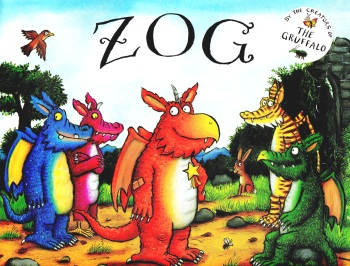 ZOG
BY THE CREATORS OF
THE
GRUFFALO